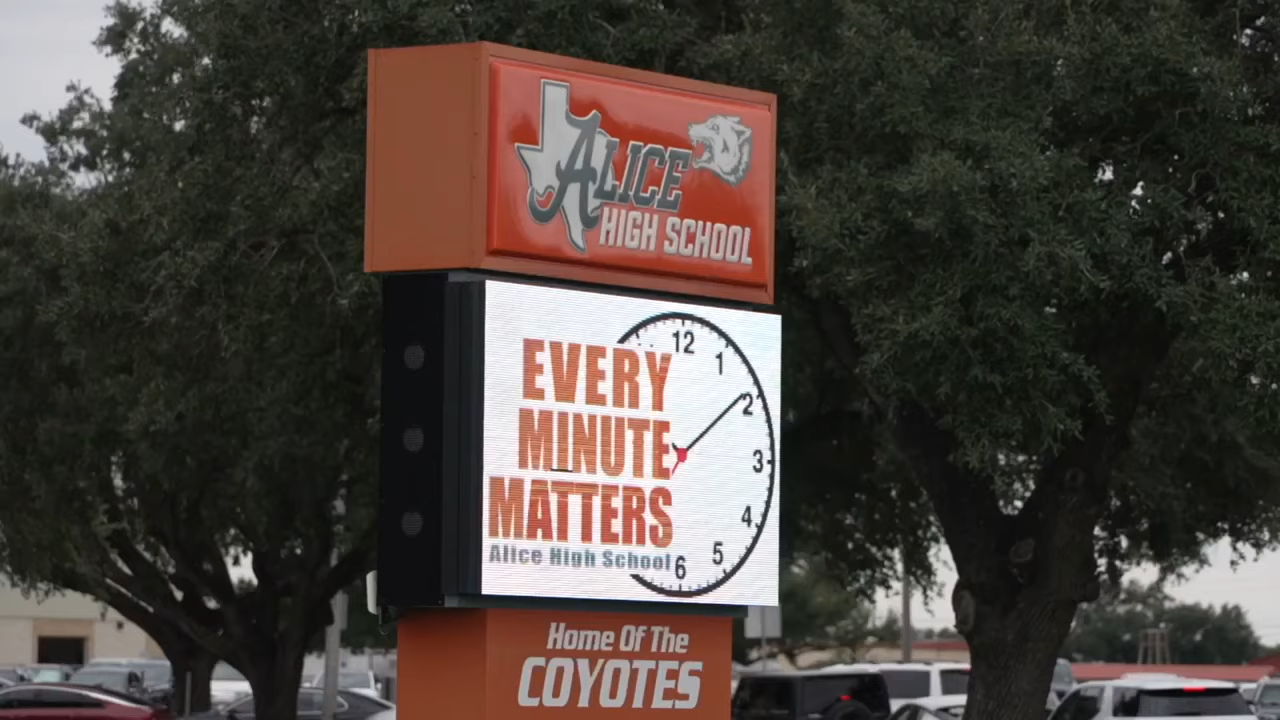 ALICE
HIGH SCHOOL
EVERY
MINUTE
MATTERS
Alice High School
12
1
2
3
4
5
6
Home Of The
COYOTES